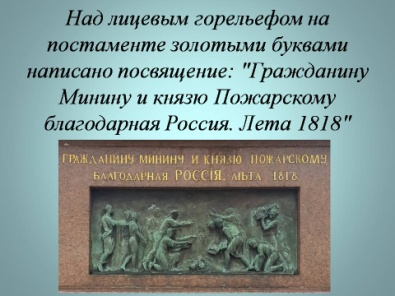 Над лицевым горельефом на
постаменте золотыми буквами
написано посвящение: "Гражданину
Минину и князю Пожарскому
благодарная Россия. Лета 1818"
ГРАЖДАНИНУ МИНИНУ И КНЯЗЮ ПОЖАРСКОМУ
БЛАГОДАРНАЯ РОССІЯ. ЛѢТА 1818.